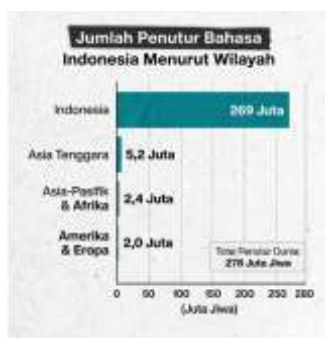 Jumlah Penutur Bahasa
Indonesia Menurut Wilayah
Indonesia
269 Juta
Asia Tenggara
5,2 Juta
Asia-Pasifik
& Afrika
2,4 Juta
Amerika
& Eropa
2,0 Juta
Total Penutur Dunia:
278 Juta Jiwa
0 50 100 150 200 250 280
(Juta Jiwa)